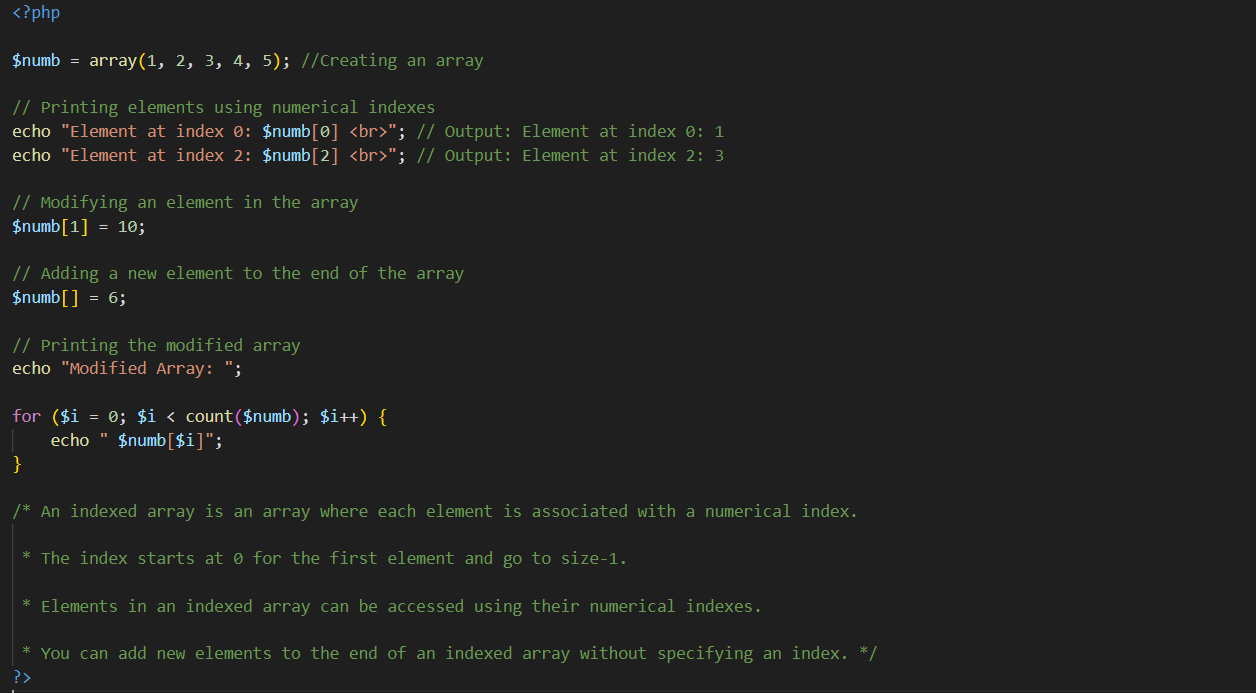 <?php
$numb = array(1, 2, 3, 4, 5); //Creating an array
// Printing elements using numerical indexes
echo "Element at index 0: $numb[0] <br>"; // Output: Element at index 0: 1
echo "Element at index 2: $numb[2] <br>"; // Output: Element at index 2: 3
// Modifying an element in the array
$numb[1] = 10;
// Adding a new element to the end of the array
$numb[] = 6;
// Printing the modified array
echo "Modified Array: ";
for ($i = 0; $i < count($numb); $i++) {
    echo " $numb[$i]";
}
/* An indexed array is an array where each element is associated with a numerical index.
 * The index starts at 0 for the first element and go to size-1.
 * Elements in an indexed array can be accessed using their numerical indexes.
 * You can add new elements to the end of an indexed array without specifying an index. */
?>